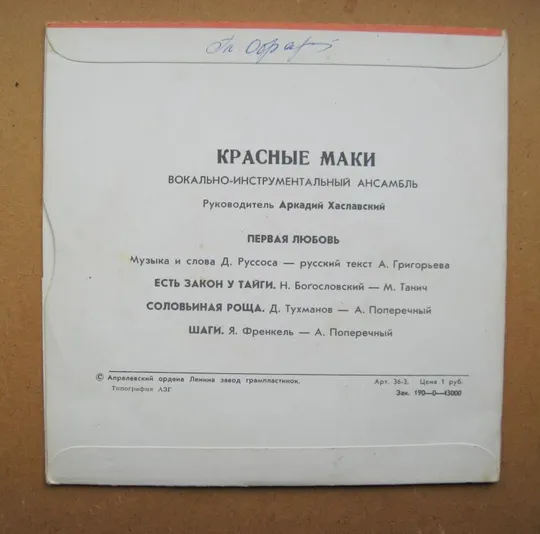 КРАСНЫЕ МАКИ
ВОКАЛЬНО-ИНСТРУМЕНТАЛЬНЫЙ АНСАМБЛЬ
Руководитель Аркадий Хаславский
ПЕРВАЯ ЛЮБОВЬ
Музыка и слова Д. Руссоса — русский текст А. Григорьева
ЕСТЬ ЗАКОН У ТАЙГИ. Н. Богословский — М. Танич
СОЛОВЬИНАЯ РОЩА. Д. Тухманов — А. Поперечный
ШАГИ. Я. Френкель — А. Поперечный
© Апрелевский ордена Ленина завод грампластинок. Арт. 36-3. Цена 1 руб.
Типография АЗГ Зак. 190—0—43000